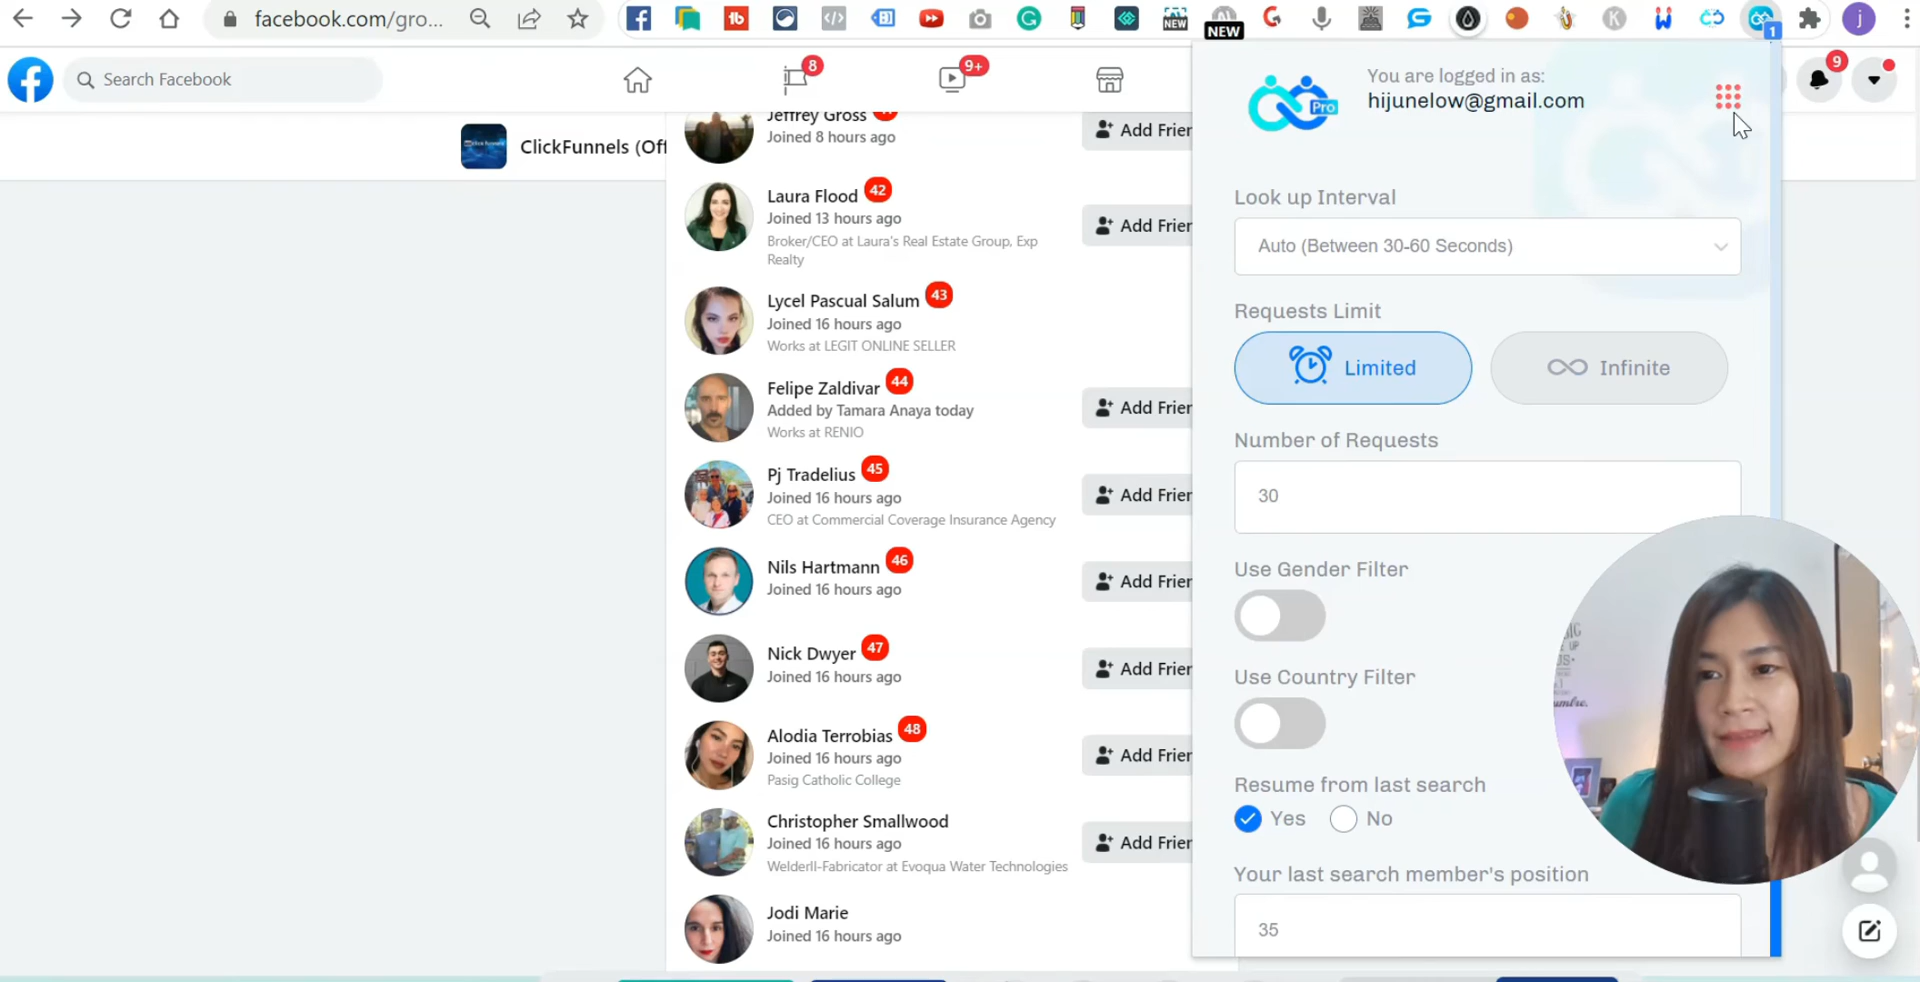 facebook.com/gro...
NEW
NEW
1
j
Search Facebook
8
9+
9
ClickFunnels (Off
Jeffrey Gross
Joined 8 hours ago
Add Frien
Laura Flood 42
Joined 13 hours ago
Broker/CEO at Laura's Real Estate Group, Exp
Realty
Add Frien
Lycel Pascual Salum 43
Joined 16 hours ago
Works at LEGIT ONLINE SELLER
Felipe Zaldivar 44
Added by Tamara Anaya today
Works at RENIO
Add Frien
Pj Tradelius 45
Joined 16 hours ago
CEO at Commercial Coverage Insurance Agency
Add Frien
Nils Hartmann 46
Joined 16 hours ago
Add Frien
Nick Dwyer 47
Joined 16 hours ago
Add Frien
Alodia Terrobias 48
Joined 16 hours ago
Pasig Catholic College
Add Frien
Christopher Smallwood
Joined 16 hours ago
WelderII-Fabricator at Evoqua Water Technologies
Add Frien
Jodi Marie
Joined 16 hours ago
Pro
You are logged in as:
hijunelow@gmail.com
Look up Interval
Auto (Between 30-60 Seconds)
Requests Limit
Limited
Infinite
Number of Requests
30
Use Gender Filter
Use Country Filter
Resume from last search
Yes No
Your last search member's position
35